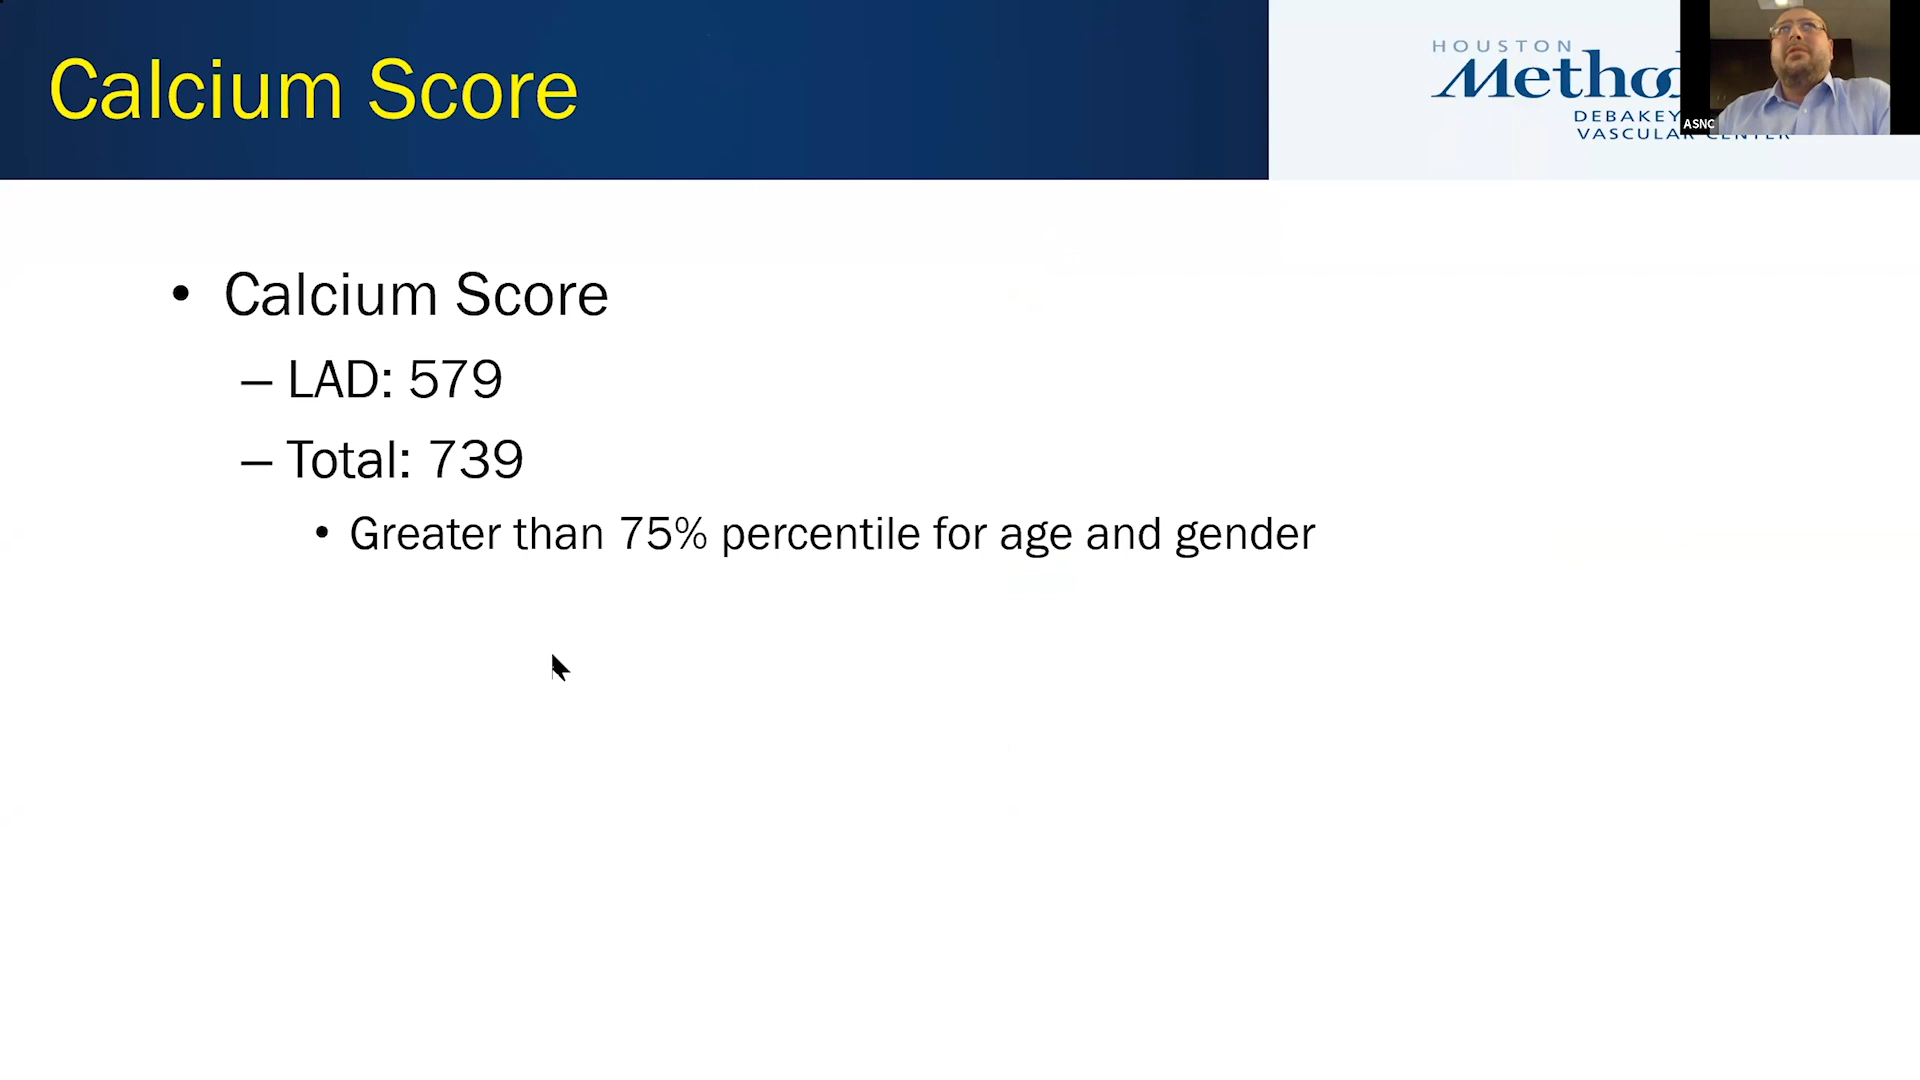 Calcium Score
HOUSTON
Methodist
DEBAKEY
VASCULAR CENTER
ASNC
• Calcium Score
– LAD: 579
– Total: 739
• Greater than 75% percentile for age and gender